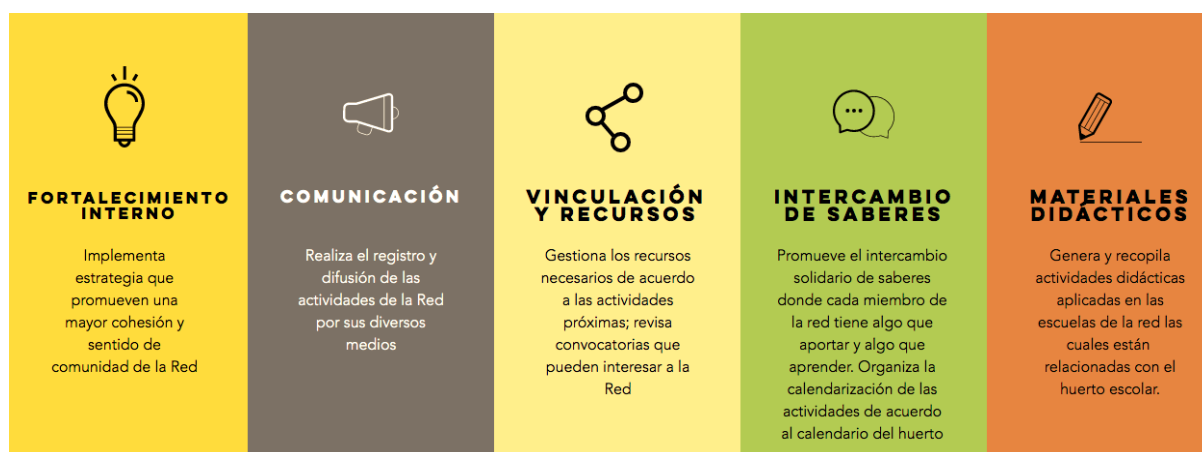 FORTALECIMIENTO
INTERNO
Implementa
estrategia que
promueven una
mayor cohesión y
sentido de
comunidad de la Red
COMUNICACIÓN
Realiza el registro y
difusión de las
actividades de la Red
por sus diversos
medios
VINCULACIÓN
Y RECURSOS
Gestiona los recursos
necesarios de acuerdo
a las actividades
próximas; revisa
convocatorias que
pueden interesar a la
Red
INTERCAMBIO
DE SABERES
Promueve el intercambio
solidario de saberes
donde cada miembro de
la red tiene algo que
aportar y algo que
aprender. Organiza la
calendarización de las
actividades de acuerdo
al calendario del huerto
MATERIALES
DIDÁCTICOS
Genera y recopila
actividades didácticas
aplicadas en las
escuelas de la red las
cuales están
relacionadas con el
huerto escolar.